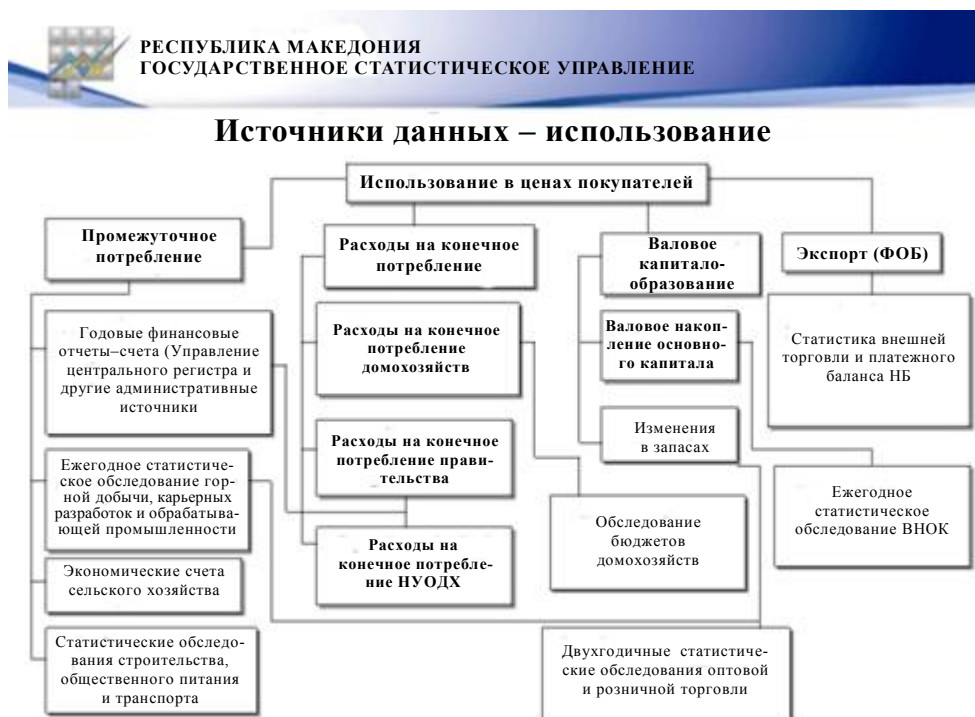 РЕСПУБЛИКА МАКЕДОНИЯ
ГОСУДАРСТВЕННОЕ СТАТИСТИЧЕСКОЕ УПРАВЛЕНИЕ
Источники данных – использование
Использование в ценах покупателей
Промежуточное
потребление
Годовые финансовые
отчеты–счета (Управление
центрального регистра и
другие административные
источники
Ежегодное статистиче-
ское обследование гор-
ной добычи, карьерных
разработок и обрабатываю-
щей промышленности
Экономические счета
сельского хозяйства
Статистические обследо-
вания строительства,
общественного питания
и транспорта
Расходы на конечное
потребление
Расходы на конечное
потребление
домохозяйств
Расходы на конечное
потребление прави-
тельства
Расходы на
конечное потребле-
ние НУОДХ
Валовое
капитало-
образование
Валовое накоп-
ление основно-
го капитала
Изменения
в запасах
Обследование
бюджетов
домохозяйств
Двухгодичные статистиче-
ские обследования оптовой
и розничной торговли
Экспорт (ФОБ)
Статистика внешней
торговли и платежного
баланса НБ
Ежегодное
статистическое
обследование ВНОК